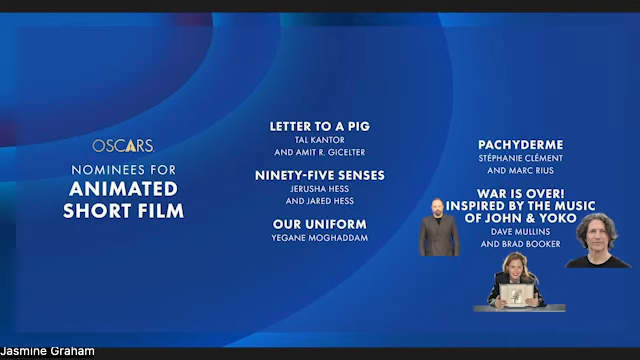 OSCARS
NOMINEES FOR
ANIMATED
SHORT FILM
LETTER TO A PIG
TAL KANTOR
AND AMIT R. GICELTER
NINETY-FIVE SENSES
JERUSHA HESS
AND JARED HESS
OUR UNIFORM
YEGANE MOGHADDAM
PACHYDERME
STÉPHANIE CLÉMENT
AND MARC RIUS
WAR IS OVER!
INSPIRED BY THE MUSIC
OF JOHN & YOKO
DAVE MULLINS
AND BRAD BOOKER
Jasmine Graham